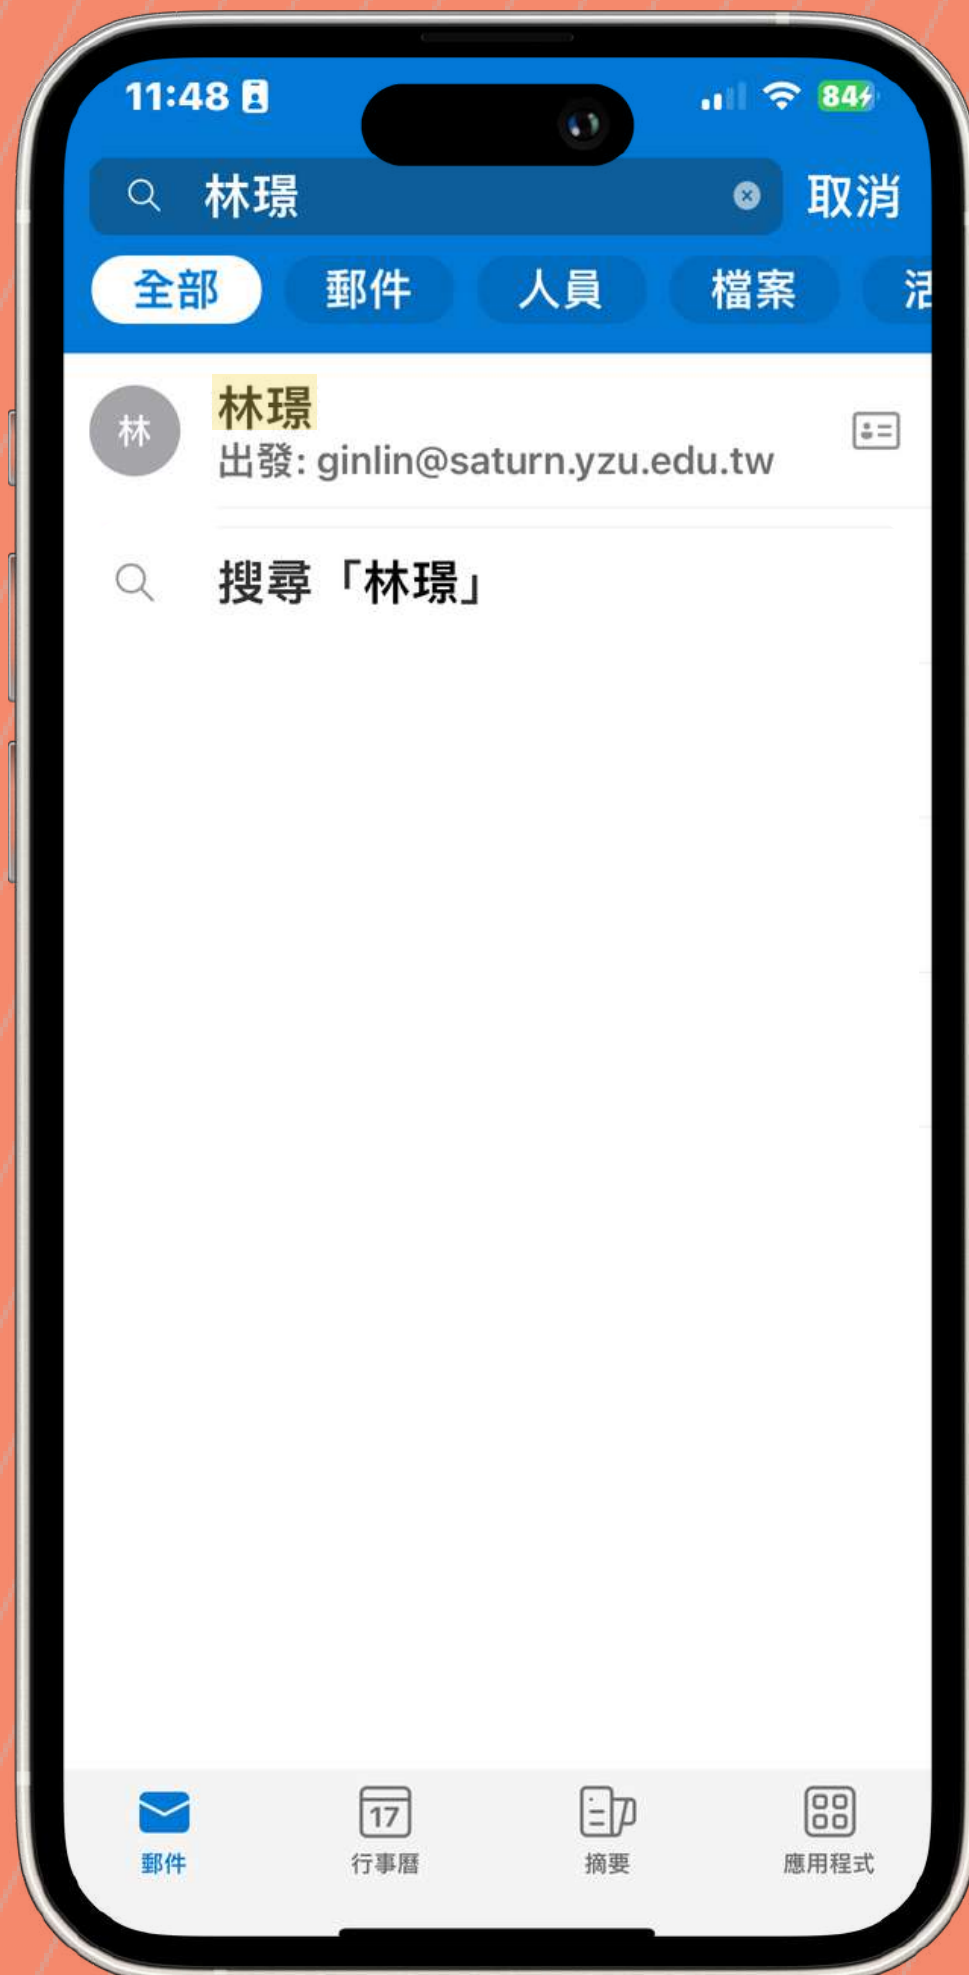 11:48
84
林璟
取消
全部 郵件 人員 檔案 活
林
林璟
出發: ginlin@saturn.yzu.edu.tw
搜尋「林璟」
17
郵件 行事曆 摘要 應用程式